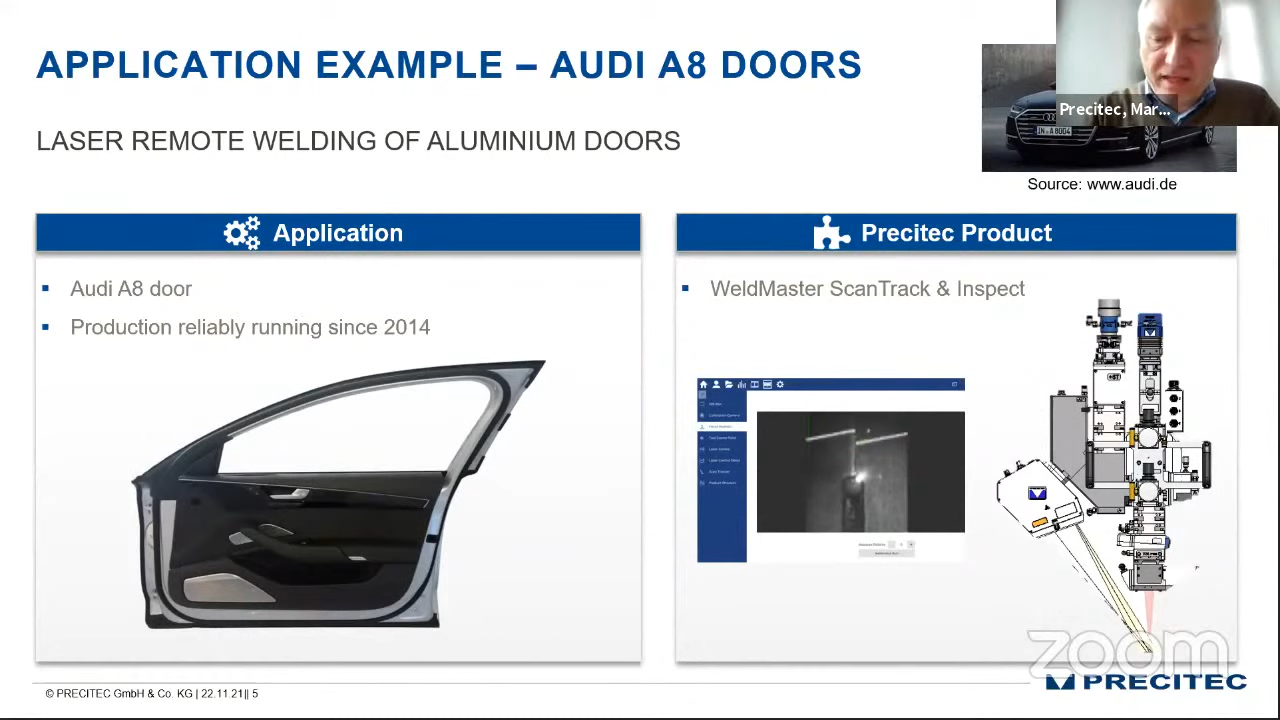 APPLICATION EXAMPLE – AUDI A8 DOORS
Precitec, Mar...
IN A 8004
LASER REMOTE WELDING OF ALUMINIUM DOORS
Source: www.audi.de
Application
Precitec Product
▪ Audi A8 door
▪ Production reliably running since 2014
▪ WeldMaster ScanTrack & Inspect
zoom
© PRECITEC GmbH & Co. KG | 22.11.21|| 5
PRECITEC